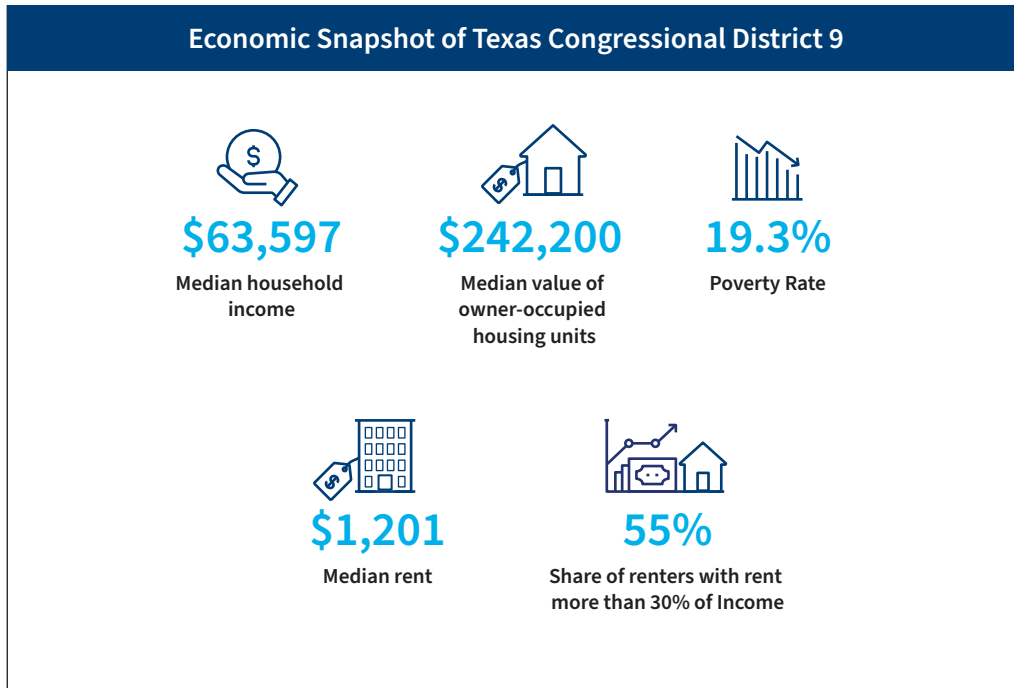 Economic Snapshot of Texas Congressional District 9
$
$
$63,597
$242,200
19.3%
Median household
income
Median value of
owner-occupied
housing units
Poverty Rate
$
$1,201
55%
Median rent
Share of renters with rent
more than 30% of Income